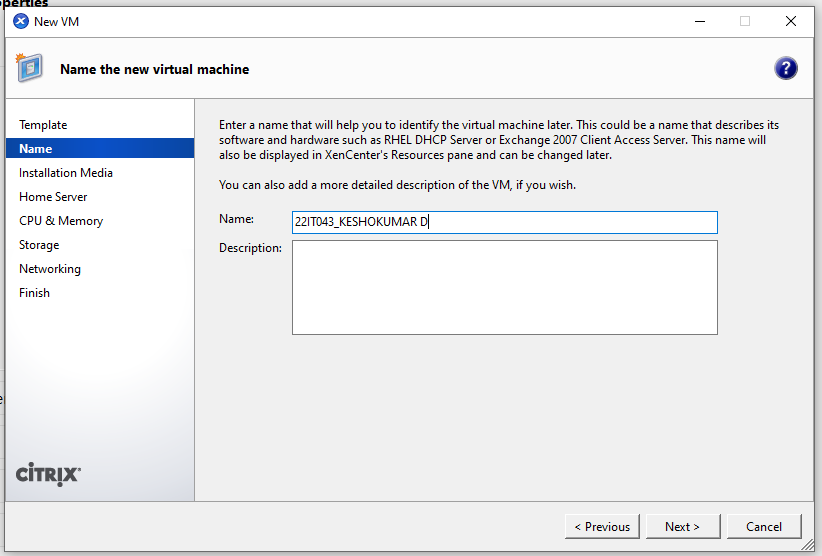 operties
New VM
Name the new virtual machine
?
Template
Name
Installation Media
Home Server
CPU & Memory
Storage
Networking
Finish
Enter a name that will help you to identify the virtual machine later. This could be a name that describes its
software and hardware such as RHEL DHCP Server or Exchange 2007 Client Access Server. This name will
also be displayed in XenCenter's Resources pane and can be changed later.
You can also add a more detailed description of the VM, if you wish.
Name: 22IT043_KESHOKUMAR D
Description:
CİTRIX
< Previous Next > Cancel